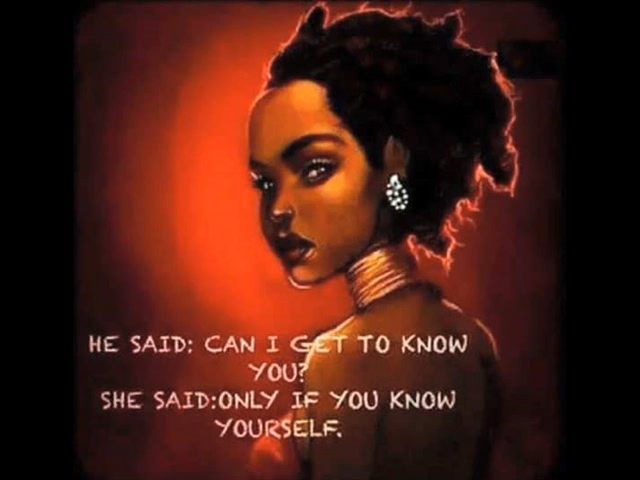 HE SAID: CAN I GET TO KNOW
YOU?
SHE SAID:ONLY IF YOU KNOW
YOURSELF.